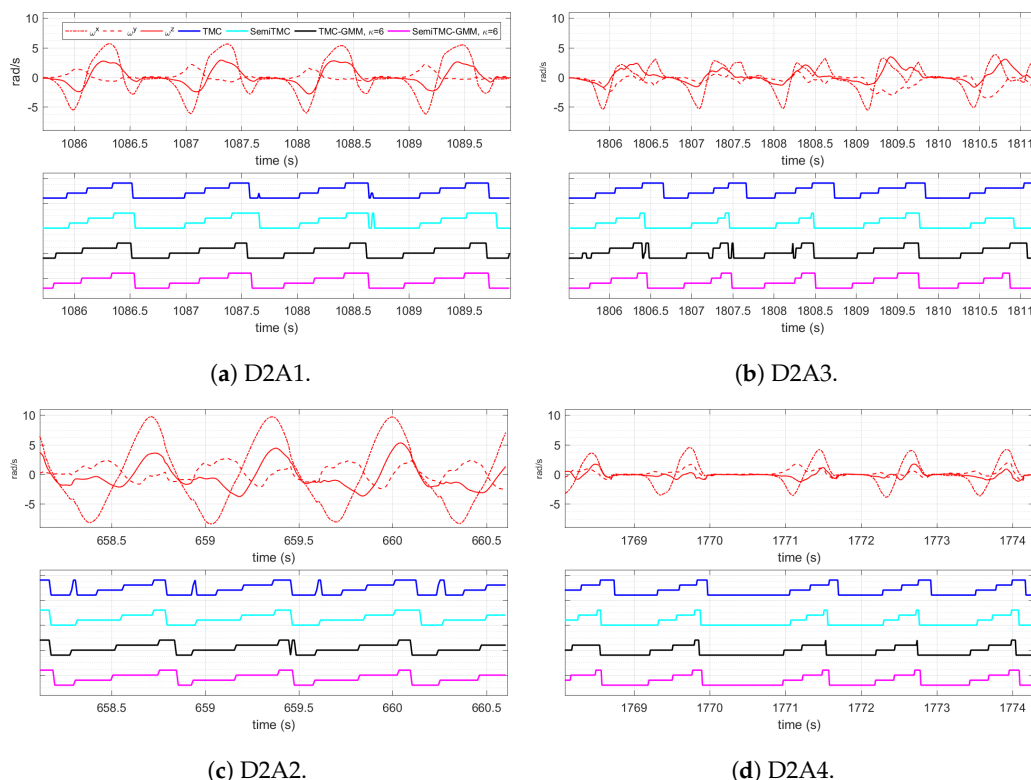 10
5
0
-5
rad/s
ω^x ω^y ω^z TMC SemiTMC TMC-GMM, κ=6 SemiTMC-GMM, κ=6
1086 1086.5 1087 1087.5 1088 1088.5 1089 1089.5
time (s)
1086 1086.5 1087 1087.5 1088 1088.5 1089 1089.5
time (s)
(a) D2A1.
10
5
0
-5
rad/s
1806 1806.5 1807 1807.5 1808 1808.5 1809 1809.5 1810 1810.5 1811
time (s)
1806 1806.5 1807 1807.5 1808 1808.5 1809 1809.5 1810 1810.5 1811
time (s)
(b) D2A3.
10
5
0
-5
rad/s
658.5 659 659.5 660 660.5
time (s)
658.5 659 659.5 660 660.5
time (s)
(c) D2A2.
10
5
0
-5
rad/s
1769 1770 1771 1772 1773 1774
time (s)
1769 1770 1771 1772 1773 1774
time (s)
(d) D2A4.